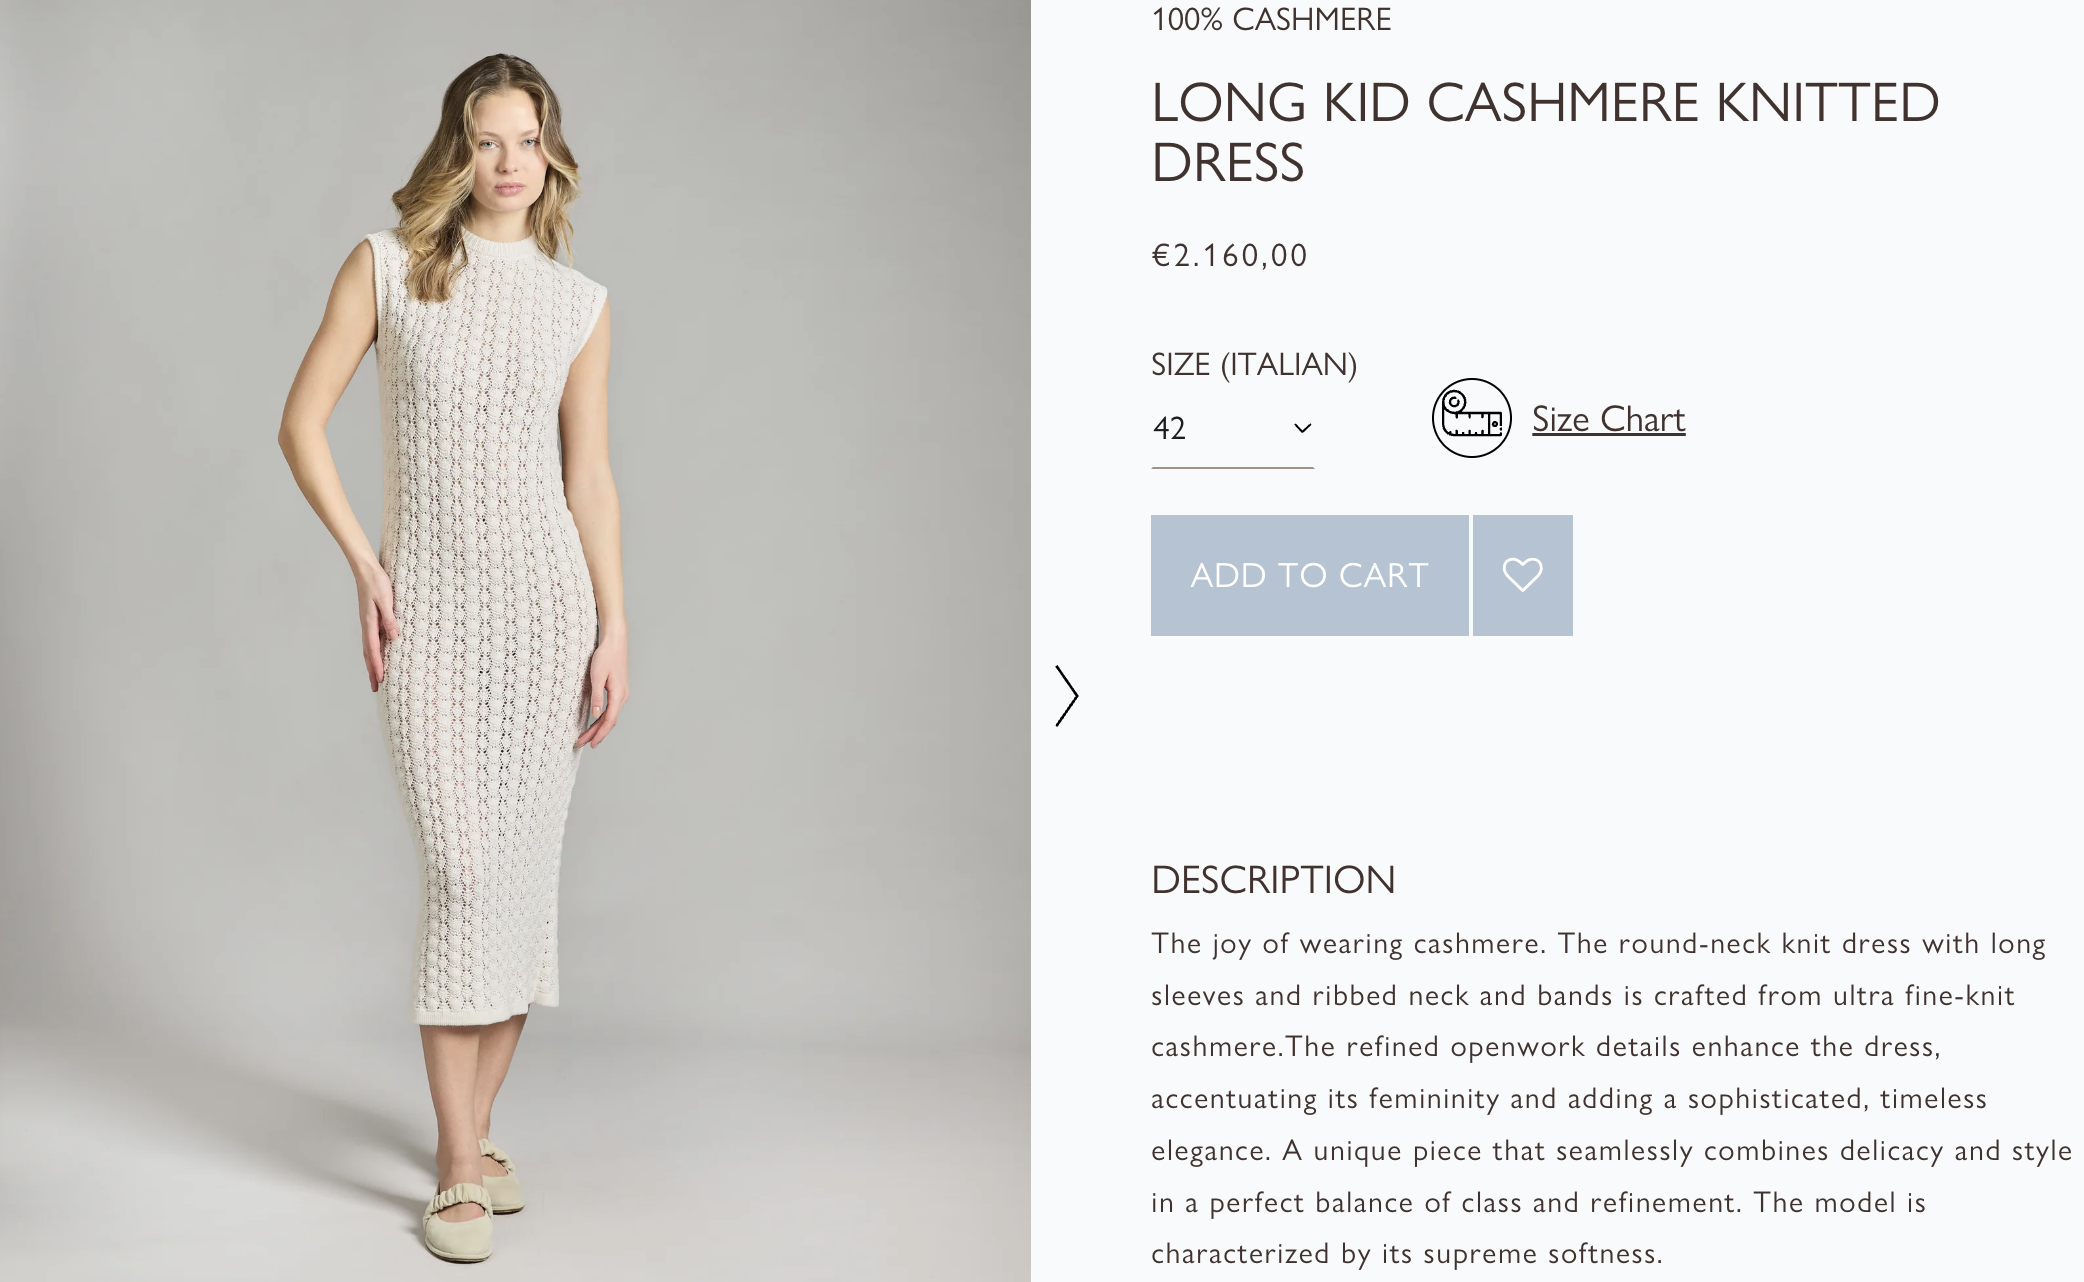 100% CASHMERE
LONG KID CASHMERE KNITTED
DRESS
€2.160,00
SIZE (ITALIAN)
42
Size Chart
ADD TO CART
DESCRIPTION
The joy of wearing cashmere. The round-neck knit dress with long
sleeves and ribbed neck and bands is crafted from ultra fine-knit
cashmere.The refined openwork details enhance the dress,
accentuating its femininity and adding a sophisticated, timeless
elegance. A unique piece that seamlessly combines delicacy and style
in a perfect balance of class and refinement. The model is
characterized by its supreme softness.